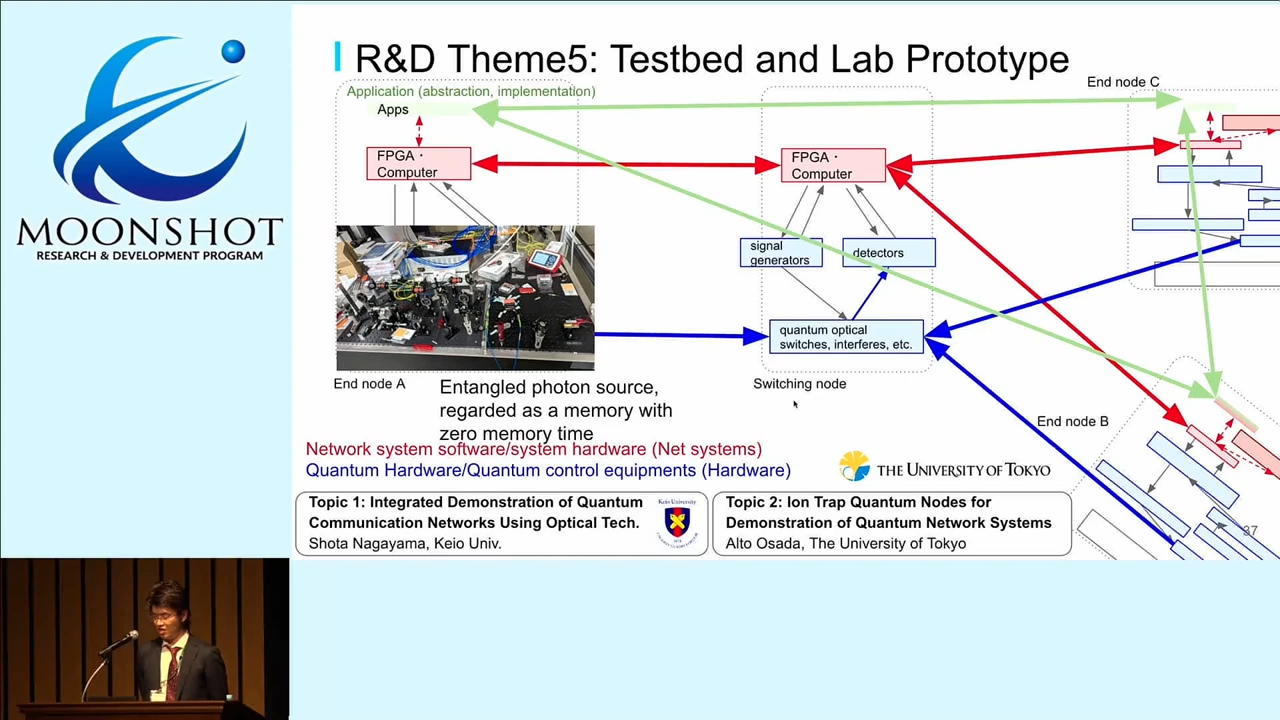 MOONSHOT
RESEARCH & DEVELOPMENT PROGRAM
R&D Theme5: Testbed and Lab Prototype
Application (abstraction, implementation)
Apps
FPGA・
Computer
FPGA・
Computer
signal
generators
detectors
quantum optical
switches, interferes, etc.
End node C
End node A
Entangled photon source,
regarded as a memory with
zero memory time
Switching node
End node B
Network system software/system hardware (Net systems)
Quantum Hardware/Quantum control equipments (Hardware)
THE UNIVERSITY OF TOKYO
Topic 1: Integrated Demonstration of Quantum
Communication Networks Using Optical Tech.
Shota Nagayama, Keio Univ.
Keio University
Topic 2: Ion Trap Quantum Nodes for
Demonstration of Quantum Network Systems
Alto Osada, The University of Tokyo
37